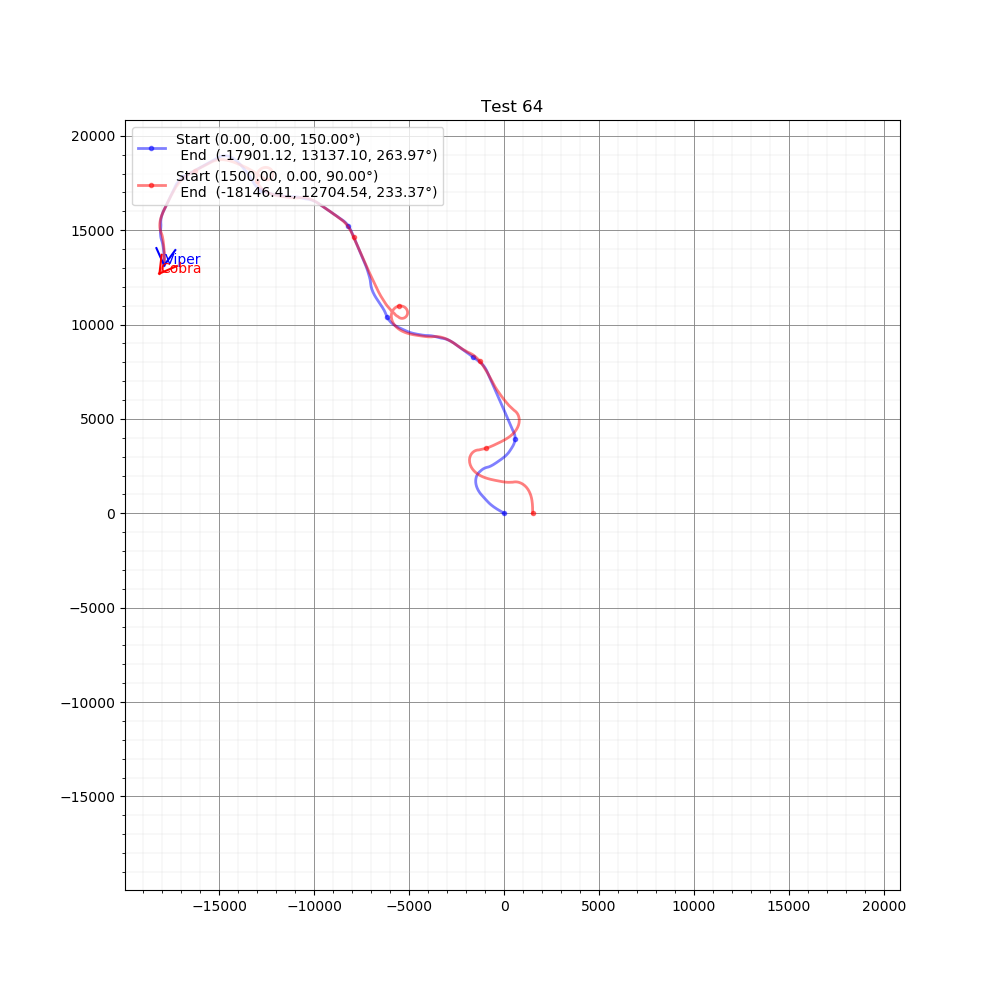 Test 64
Start (0.00, 0.00, 150.00°)
End (-17901.12, 13137.10, 263.97°)
Start (1500.00, 0.00, 90.00°)
End (-18146.41, 12704.54, 233.37°)
Viper
Cobra
20000
15000
10000
5000
0
−5000
−10000
−15000
−15000 −10000 −5000 0 5000 10000 15000 20000